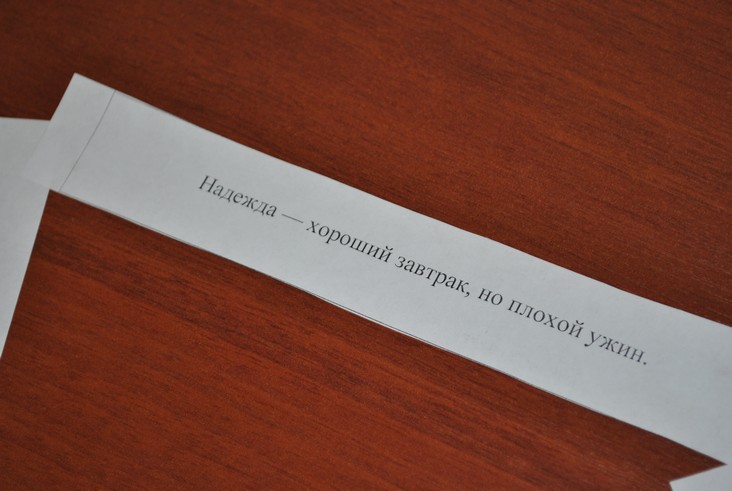 Надежда — хороший завтрак, но плохой ужин.